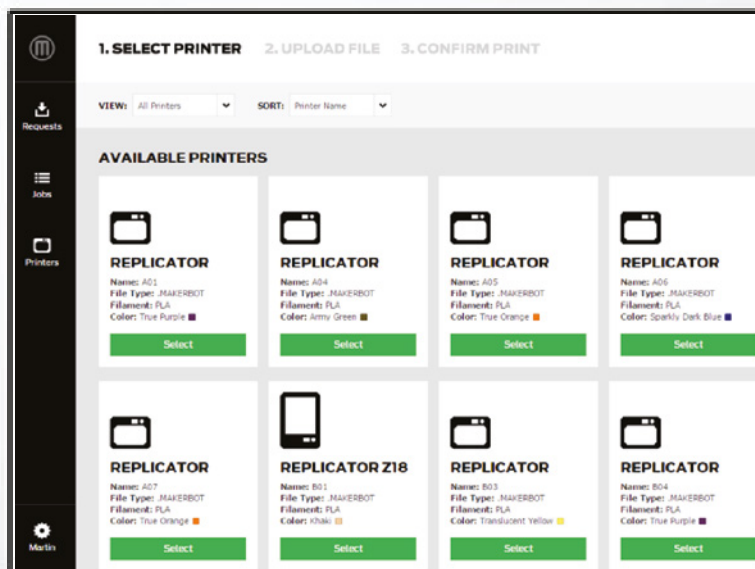 1. SELECT PRINTER 2. UPLOAD FILE 3. CONFIRM PRINT
VIEW: All Printers SORT: Printer Name
Requests
Jobs
Printers
Martin
AVAILABLE PRINTERS
REPLICATOR
Name: A01
File Type: .MAKERBOT
Filament: PLA
Color: True Purple
Select
REPLICATOR
Name: A04
File Type: .MAKERBOT
Filament: PLA
Color: Army Green
Select
REPLICATOR
Name: A05
File Type: .MAKERBOT
Filament: PLA
Color: True Orange
Select
REPLICATOR
Name: A06
File Type: .MAKERBOT
Filament: PLA
Color: Sparkly Dark Blue
Select
REPLICATOR
Name: A07
File Type: .MAKERBOT
Filament: PLA
Color: True Orange
Select
REPLICATOR Z18
Name: B01
File Type: .MAKERBOT
Filament: PLA
Color: Khaki
Select
REPLICATOR
Name: B03
File Type: .MAKERBOT
Filament: PLA
Color: Translucent Yellow
Select
REPLICATOR
Name: B04
File Type: .MAKERBOT
Filament: PLA
Color: True Purple
Select